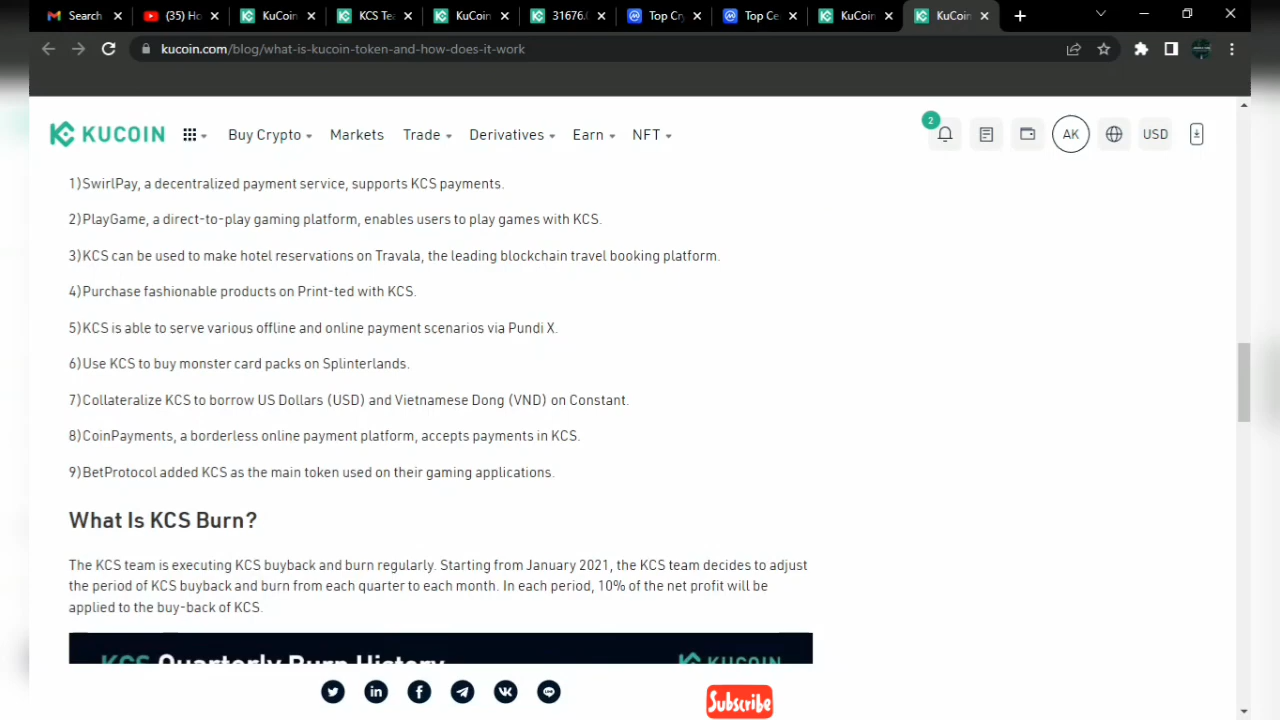 Search
(35) Ho
KuCoin
KCS Te
KuCoin
31676.
Top Cry
Top Ce
KuCoin
KuCoin
kucoin.com/blog/what-is-kucoin-token-and-how-does-it-work
KUCOIN
Buy Crypto
Markets
Trade
Derivatives
Earn
NFT
2
AK
USD
1)SwirlPay, a decentralized payment service, supports KCS payments.
2)PlayGame, a direct-to-play gaming platform, enables users to play games with KCS.
3)KCS can be used to make hotel reservations on Travala, the leading blockchain travel booking platform.
4)Purchase fashionable products on Print-ted with KCS.
5)KCS is able to serve various offline and online payment scenarios via Pundi X.
6)Use KCS to buy monster card packs on Splinterlands.
7)Collateralize KCS to borrow US Dollars (USD) and Vietnamese Dong (VND) on Constant.
8)CoinPayments, a borderless online payment platform, accepts payments in KCS.
9)BetProtocol added KCS as the main token used on their gaming applications.
What Is KCS Burn?
The KCS team is executing KCS buyback and burn regularly. Starting from January 2021, the KCS team decides to adjust
the period of KCS buyback and burn from each quarter to each month. In each period, 10% of the net profit will be
applied to the buy-back of KCS.
KCS Quarterly Burn History
KUCOIN
Subscribe